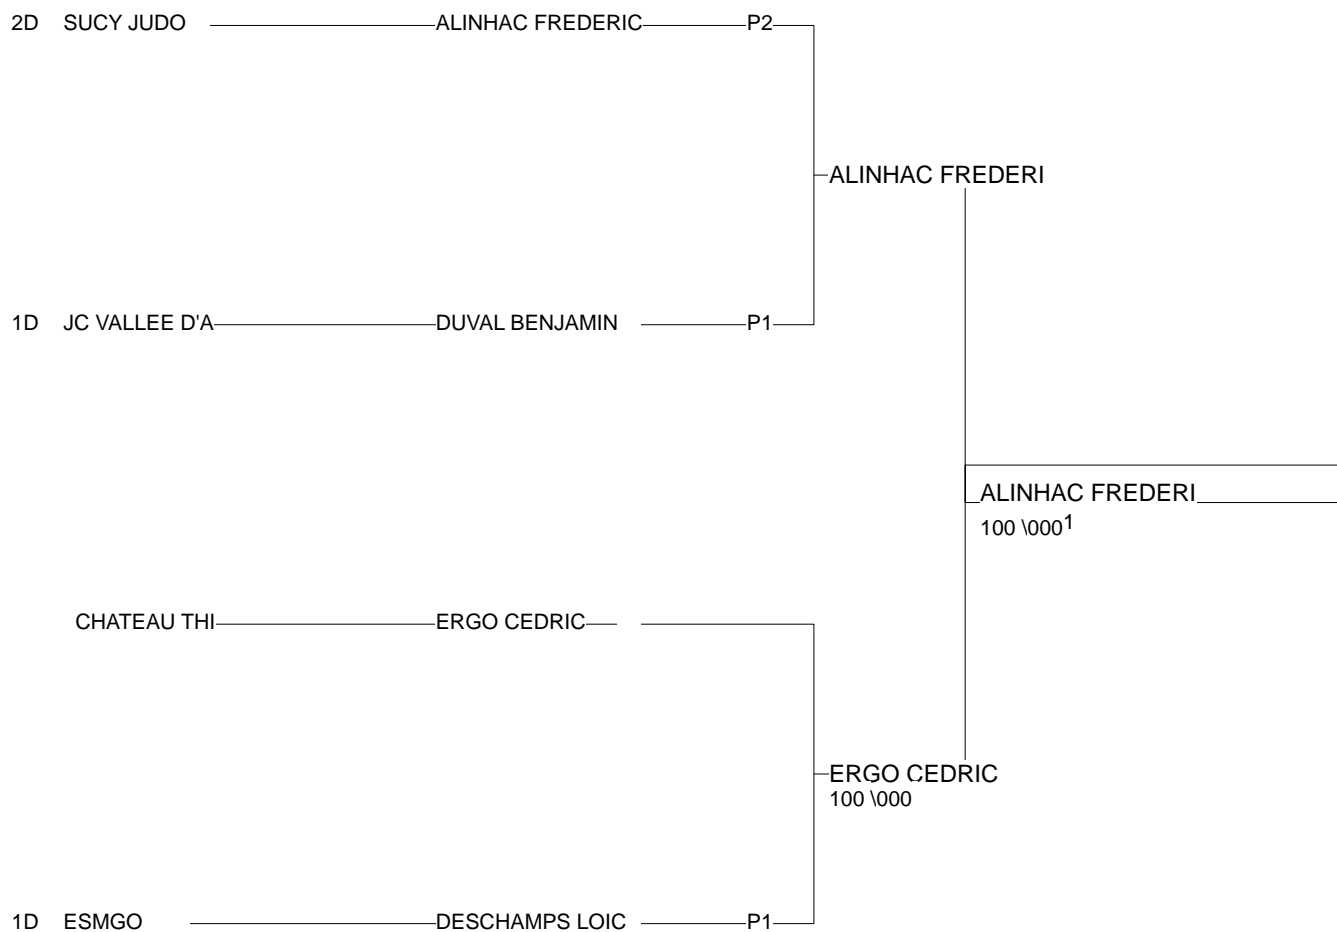 2D SUCY JUDO ALINHAC FREDERIC P2
ALINHAC FREDERI
1D JC VALLEE D'A DUVAL BENJAMIN P1
ALINHAC FREDERI
100 \000 1
CHATEAU THI ERGO CEDRIC
ERGO CEDRIC
100 \000
1D ESMGO DESCHAMPS LOIC P1